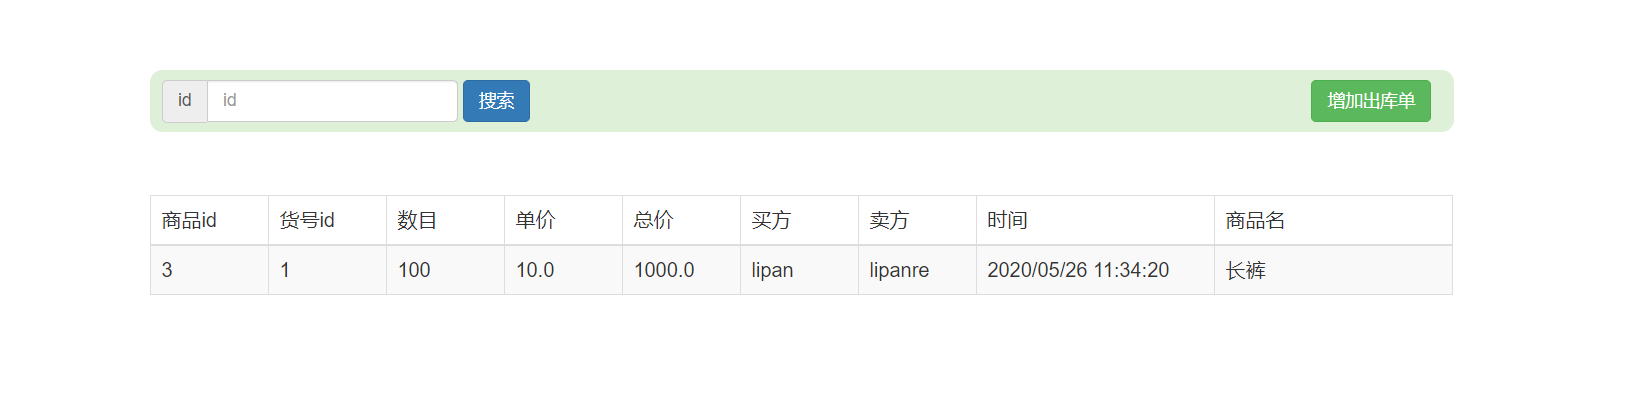 id id 搜索 增加出库单
商品id 货号id 数目 单价 总价 买方 卖方 时间 商品名
3 1 100 10.0 1000.0 lipan lipanre 2020/05/26 11:34:20 长裤